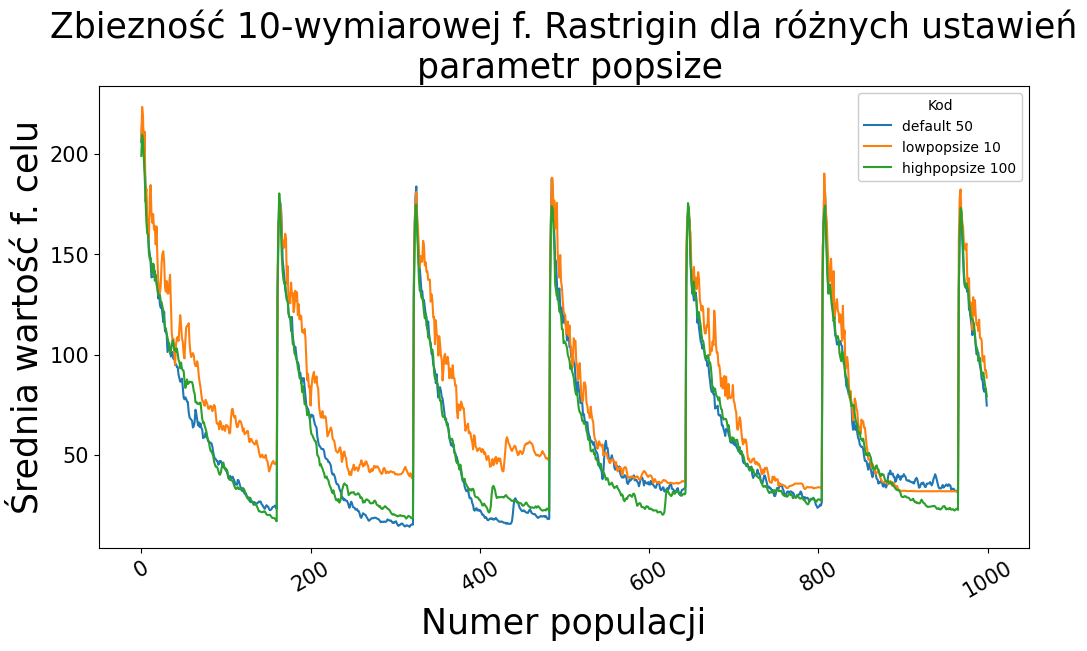 Zbiezność 10-wymiarowej f. Rastrigin dla różnych ustawień
parametr popsize
Średnia wartość f. celu
200
150
100
50
Kod
default 50
lowpopsize 10
highpopsize 100
0
200
400
600
800
1000
Numer populacji